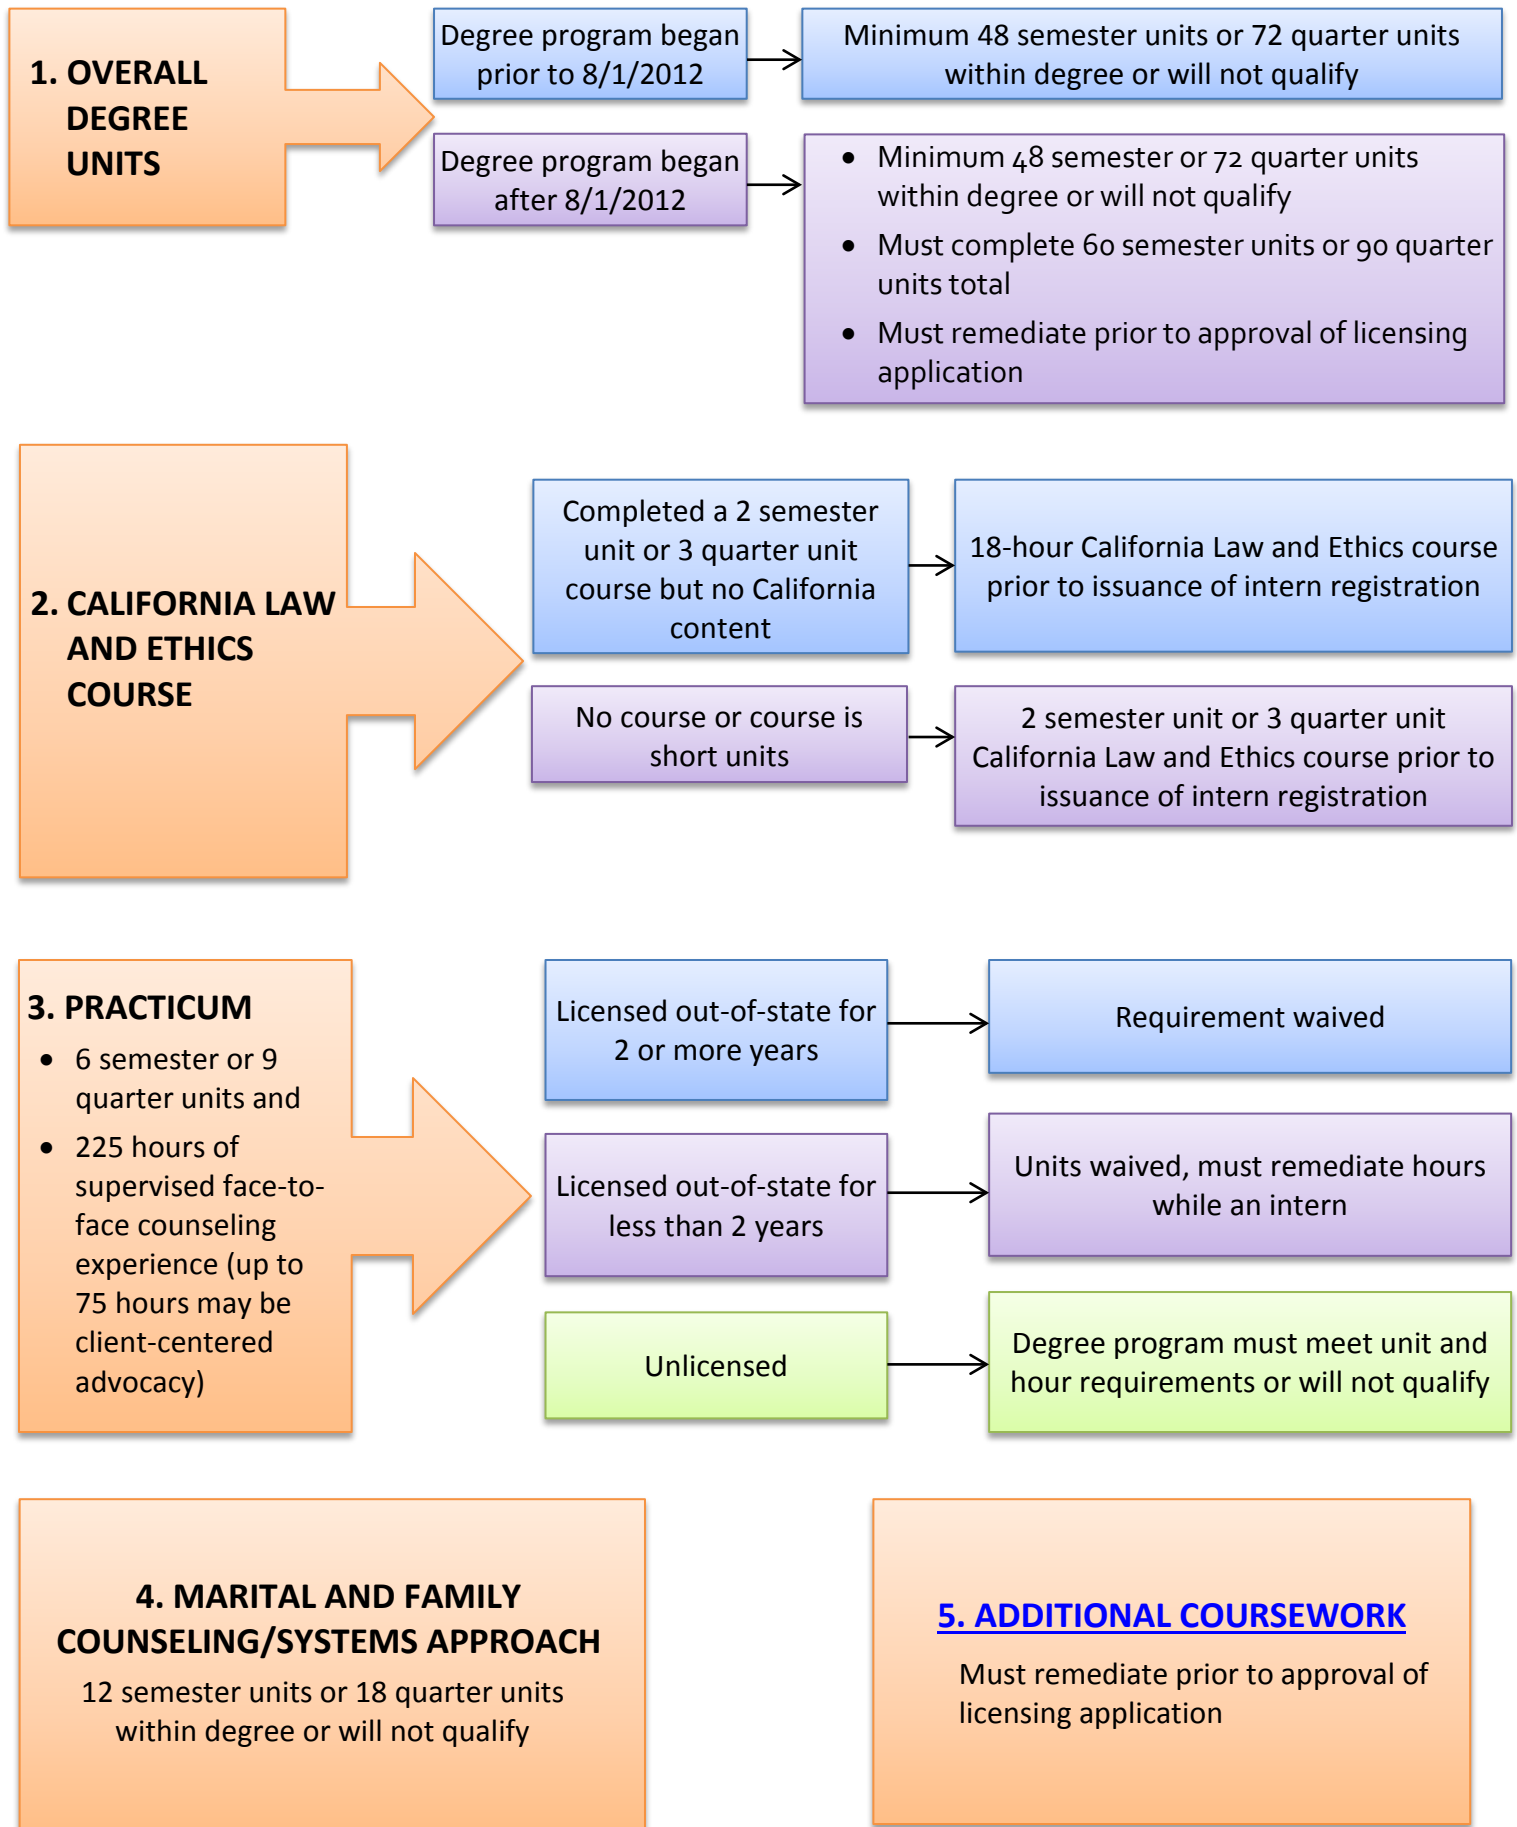 1. OVERALL
DEGREE
UNITS
Degree program began
prior to 8/1/2012
Minimum 48 semester units or 72 quarter units
within degree or will not qualify
Degree program began
after 8/1/2012
• Minimum 48 semester or 72 quarter units
within degree or will not qualify
• Must complete 60 semester units or 90 quarter
units total
• Must remediate prior to approval of licensing
application
2. CALIFORNIA LAW
AND ETHICS
COURSE
Completed a 2 semester
unit or 3 quarter unit
course but no California
content
18-hour California Law and Ethics course
prior to issuance of intern registration
No course or course is
short units
2 semester unit or 3 quarter unit
California Law and Ethics course prior to
issuance of intern registration
3. PRACTICUM
• 6 semester or 9
quarter units and
• 225 hours of
supervised face-to-
face counseling
experience (up to
75 hours may be
client-centered
advocacy)
Licensed out-of-state for
2 or more years
Requirement waived
Licensed out-of-state for
less than 2 years
Units waived, must remediate hours
while an intern
Unlicensed
Degree program must meet unit and
hour requirements or will not qualify
4. MARITAL AND FAMILY
COUNSELING/SYSTEMS APPROACH
12 semester units or 18 quarter units
within degree or will not qualify
5. ADDITIONAL COURSEWORK
Must remediate prior to approval of
licensing application